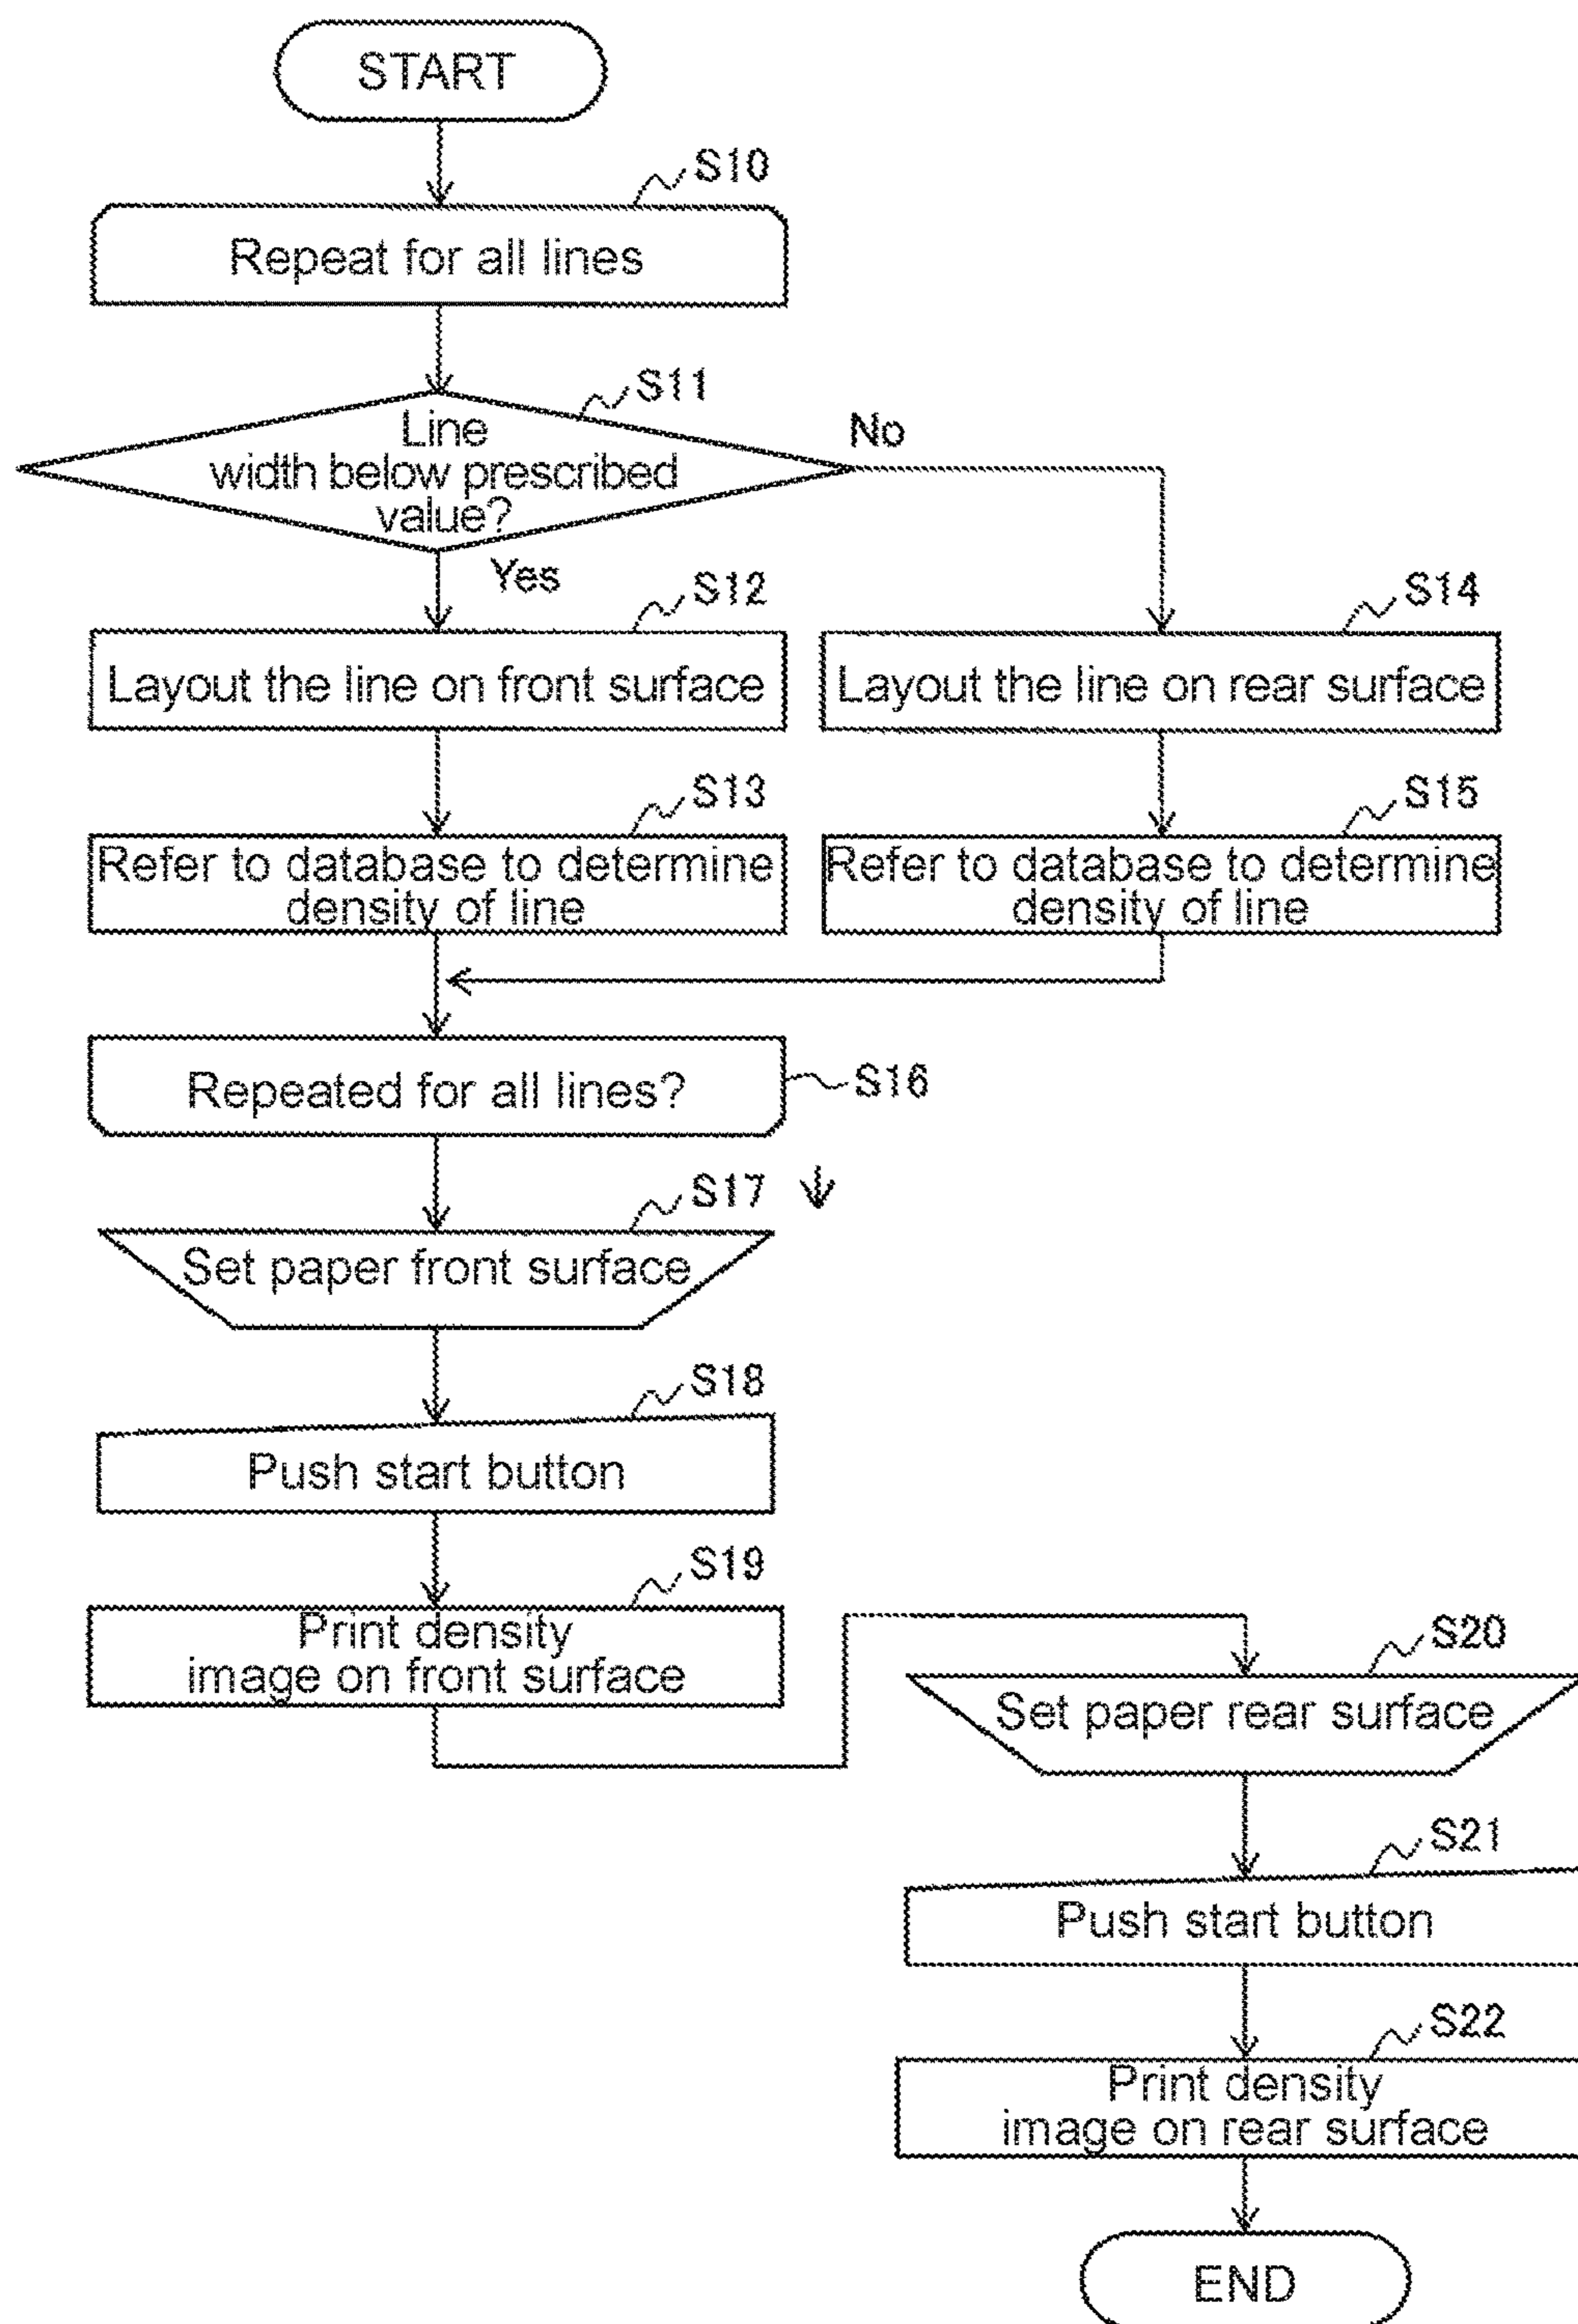 START
S10
Repeat for all lines
S11
Line
width below prescribed
value?
No
Yes
S12
Layout the line on front surface
S14
Layout the line on rear surface
S13
Refer to database to determine
density of line
S15
Refer to database to determine
density of line
Repeated for all lines?
S16
S17
Set paper front surface
S18
Push start button
S19
Print density
image on front surface
S20
Set paper rear surface
S21
Push start button
S22
Print density
image on rear surface
END